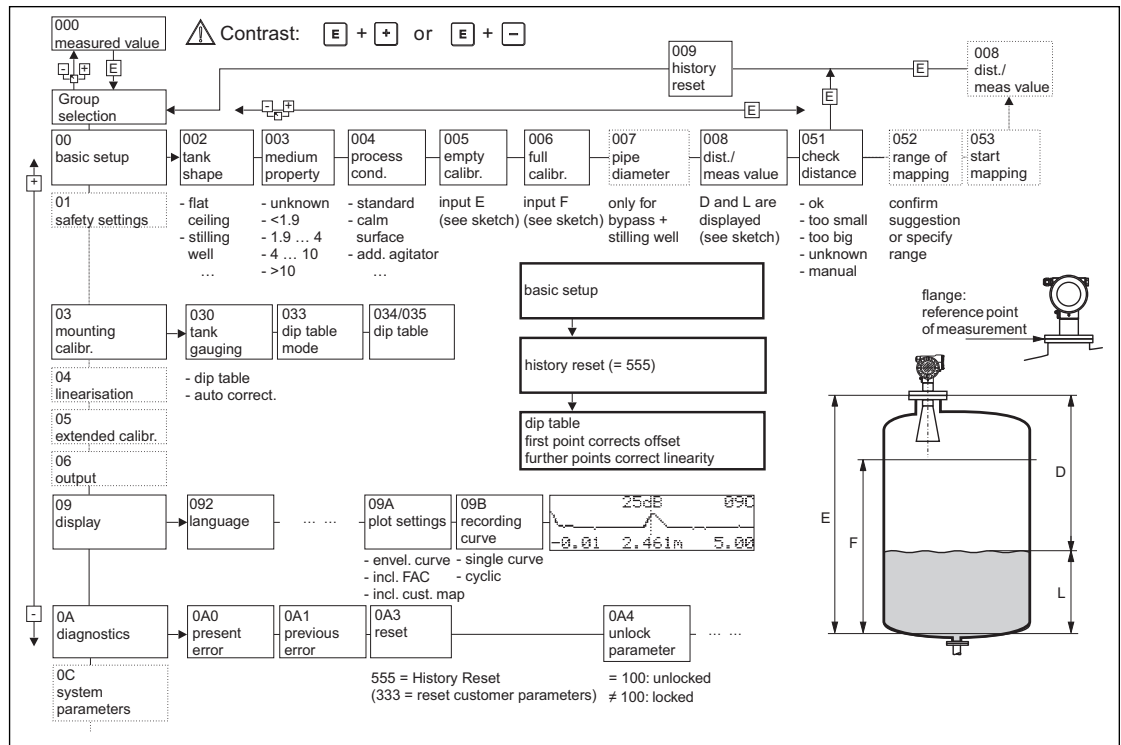 000
measured value
Contrast: E + + or E + -
009
history
reset
008
dist./
meas value
- +
E
Group
selection
- +
E
E
E
00
basic setup
002
tank
shape
003
medium
property
004
process
cond.
005
empty
calibr.
006
full
calibr.
007
pipe
diameter
008
dist./
meas value
051
check
distance
052
range of
mapping
053
start
mapping
+
01
safety settings
- flat
ceiling
- stilling
well
...
- unknown
- <1.9
- 1.9 ... 4
- 4 ... 10
- >10
- standard
- calm
surface
- add. agitator
...
input E
(see sketch)
input F
(see sketch)
only for
bypass +
stilling well
D and L are
displayed
(see sketch)
- ok
- too small
- too big
- unknown
- manual
confirm
suggestion
or specify
range
basic setup
history reset (= 555)
dip table
first point corrects offset
further points correct linearity
flange:
reference point
of measurement
03
mounting
calibr.
030
tank
gauging
033
dip table
mode
034/035
dip table
- dip table
- auto correct.
04
linearisation
05
extended calibr.
06
output
09
display
092
language
... ...
09A
plot settings
09B
recording
curve
25dB 09C
-0.01 2.461m 5.00
- envel. curve
- incl. FAC
- incl. cust. map
- single curve
- cyclic
E
F
D
L
-
0A
diagnostics
0A0
present
error
0A1
previous
error
0A3
reset
0A4
unlock
parameter
... ...
555 = History Reset
(333 = reset customer parameters)
= 100: unlocked
≠ 100: locked
0C
system
parameters